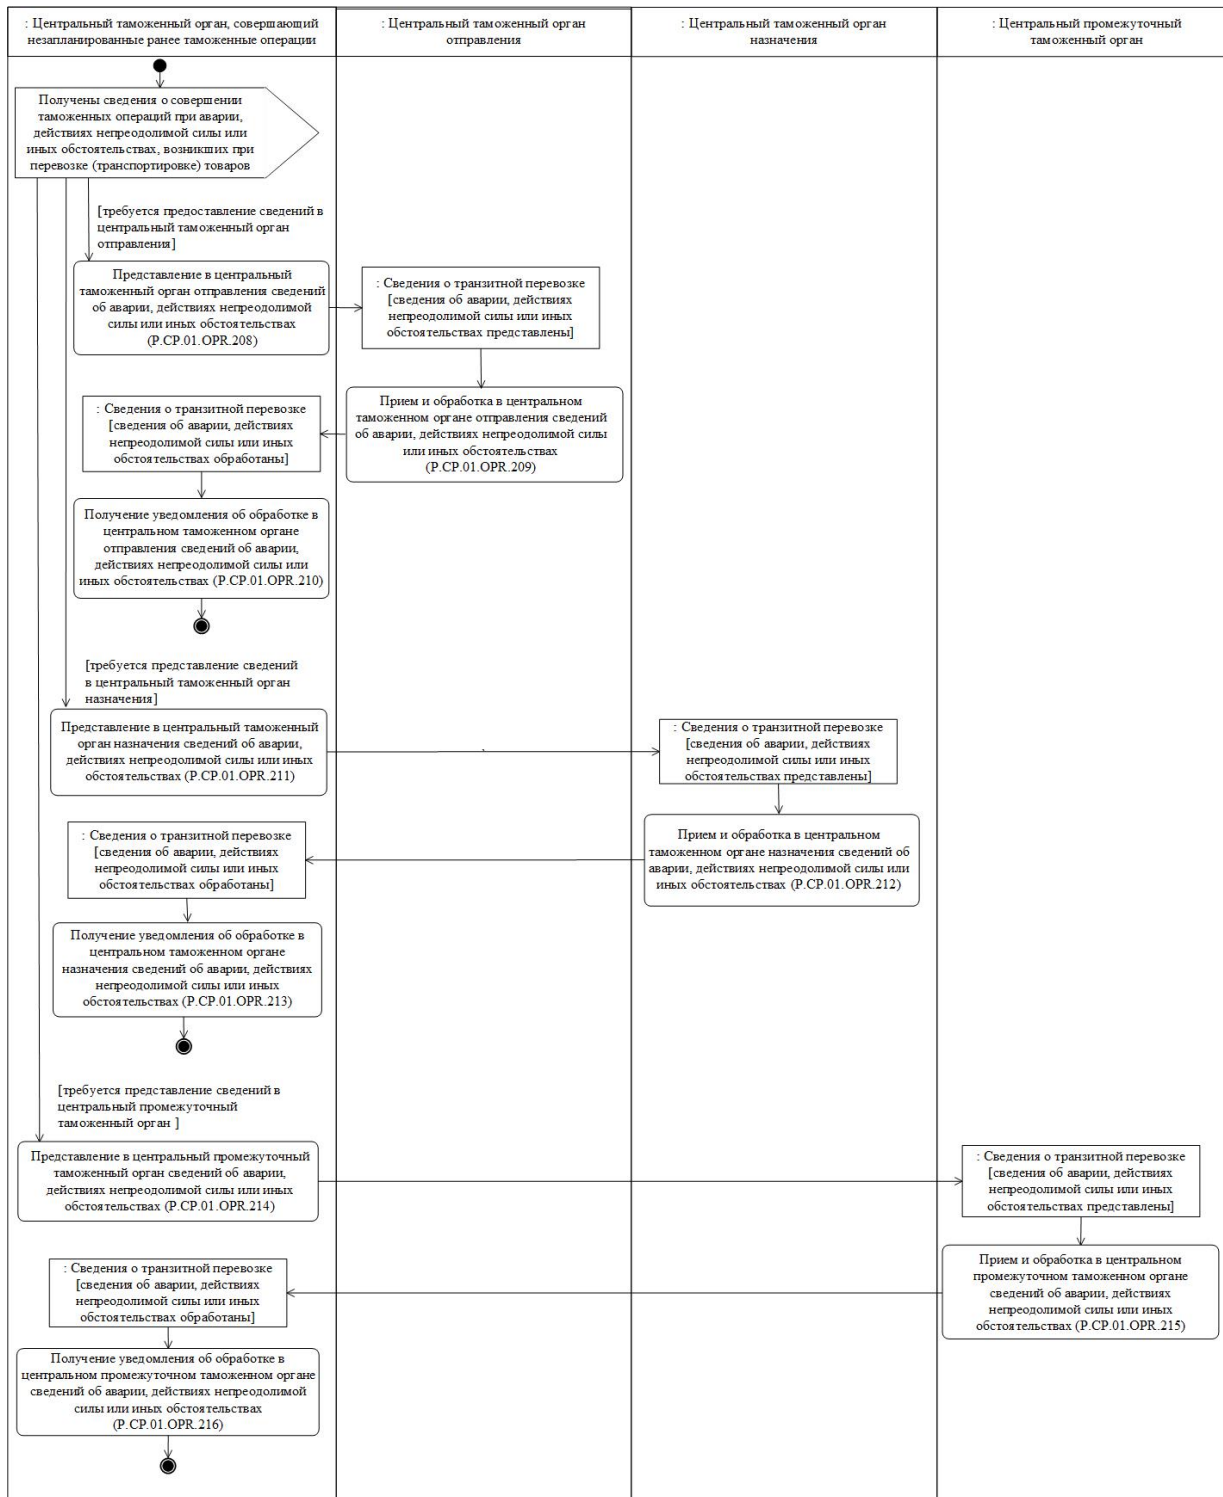 : Центральный таможенный орган, совершающий
незапланированные ранее таможенные операции
: Центральный таможенный орган
отправления
: Центральный таможенный орган
назначения
: Центральный промежуточный
таможенный орган
Получены сведения о совершении
таможенных операций при аварии,
действиях непреодолимой силы или
иных обстоятельствах, возникших при
перевозке (транспортировке) товаров
[требуется предоставление сведений в
центральный таможенный орган
отправления]
Представление в центральный
таможенный орган отправления сведений
об аварии, действиях непреодолимой
силы или иных обстоятельствах
(P.CP.01.OPR.208)
: Сведения о транзитной перевозке
[сведения об аварии, действиях
непреодолимой силы или иных
обстоятельствах представлены]
Прием и обработка в центральном
таможенном органе отправления сведений
об аварии, действиях непреодолимой силы
или иных обстоятельствах
(P.CP.01.OPR.209)
: Сведения о транзитной перевозке
[сведения об аварии, действиях
непреодолимой силы или иных
обстоятельствах обработаны]
Получение уведомления об обработке в
центральном таможенном органе
отправления сведений об аварии,
действиях непреодолимой силы или
иных обстоятельствах (P.CP.01.OPR.210)
[требуется представление сведений
в центральный таможенный орган
назначения]
Представление в центральный таможенный
орган назначения сведений об аварии,
действиях непреодолимой силы или иных
обстоятельствах (P.CP.01.OPR.211)
: Сведения о транзитной перевозке
[сведения об аварии, действиях
непреодолимой силы или иных
обстоятельствах представлены]
Прием и обработка в центральном
таможенном органе назначения сведений об
аварии, действиях непреодолимой силы или
иных обстоятельствах (P.CP.01.OPR.212)
: Сведения о транзитной перевозке
[сведения об аварии, действиях
непреодолимой силы или иных
обстоятельствах обработаны]
Получение уведомления об обработке в
центральном таможенном органе
назначения сведений об аварии, действиях
непреодолимой силы или иных
обстоятельствах (P.CP.01.OPR.213)
[требуется представление сведений в
центральный промежуточный
таможенный орган ]
Представление в центральный промежуточный
таможенный орган сведений об аварии,
действиях непреодолимой силы или иных
обстоятельствах (P.CP.01.OPR.214)
: Сведения о транзитной перевозке
[сведения об аварии, действиях
непреодолимой силы или иных
обстоятельствах представлены]
Прием и обработка в центральном
промежуточном таможенном органе
сведений об аварии, действиях
непреодолимой силы или иных
обстоятельствах (P.CP.01.OPR.215)
: Сведения о транзитной перевозке
[сведения об аварии, действиях
непреодолимой силы или иных
обстоятельствах обработаны]
Получение уведомления об обработке в
центральном промежуточном таможенном органе
сведений об аварии, действиях непреодолимой
силы или иных обстоятельствах
(P.CP.01.OPR.216)